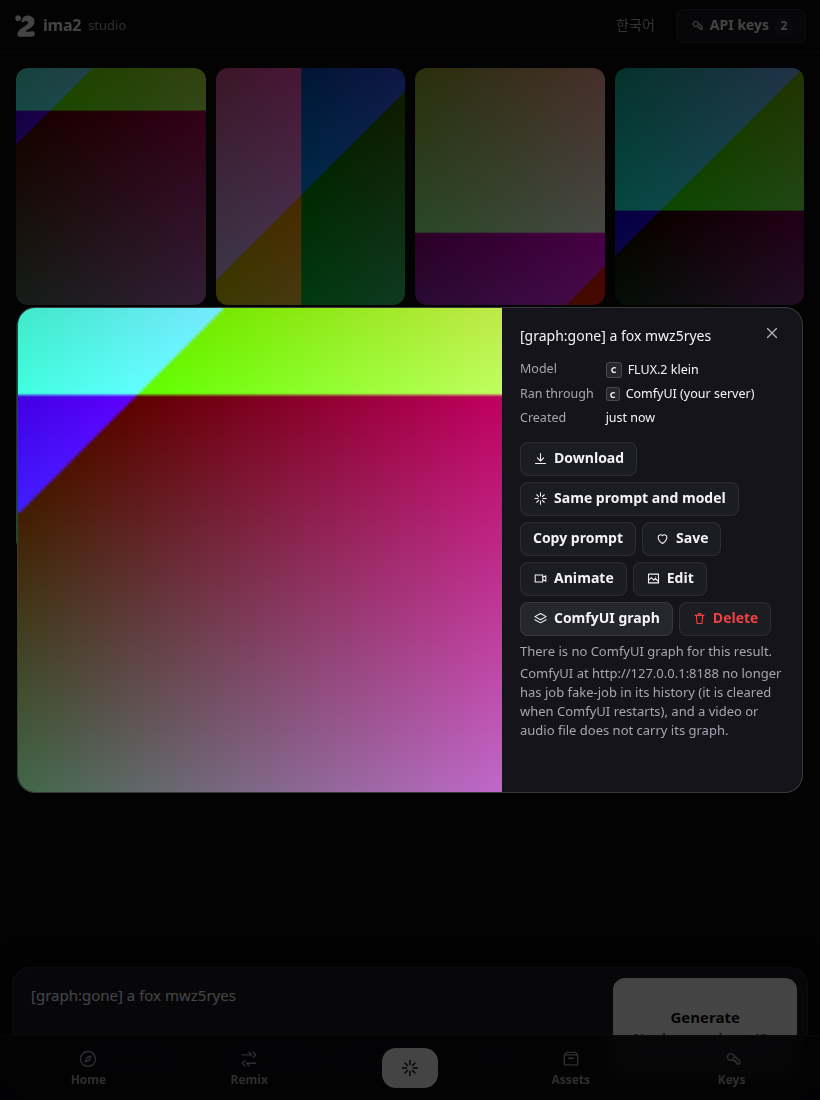 ima2 studio
한국어
API keys 2
[graph:gone] a fox mwz5ryes
Model
c FLUX.2 klein
Ran through
c ComfyUI (your server)
Created
just now
Download
Same prompt and model
Copy prompt
Save
Animate
Edit
ComfyUI graph
Delete
There is no ComfyUI graph for this result.
ComfyUI at http://127.0.0.1:8188 no longer
has job fake-job in its history (it is cleared
when ComfyUI restarts), and a video or
audio file does not carry its graph.
[graph:gone] a fox mwz5ryes
Generate
Home
Remix
Assets
Keys